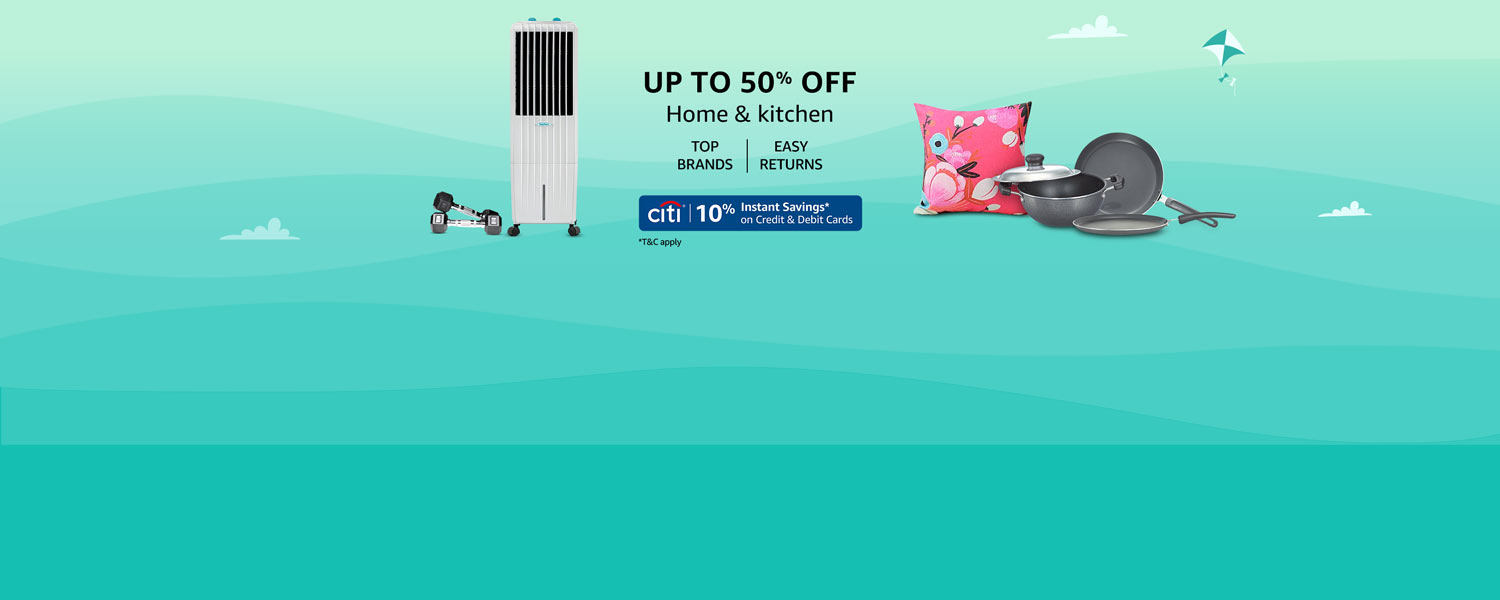 UP TO 50% OFF
Home & kitchen
TOP
BRANDS
EASY
RETURNS
citi
10%
Instant Savings*
on Credit & Debit Cards
*T&C apply